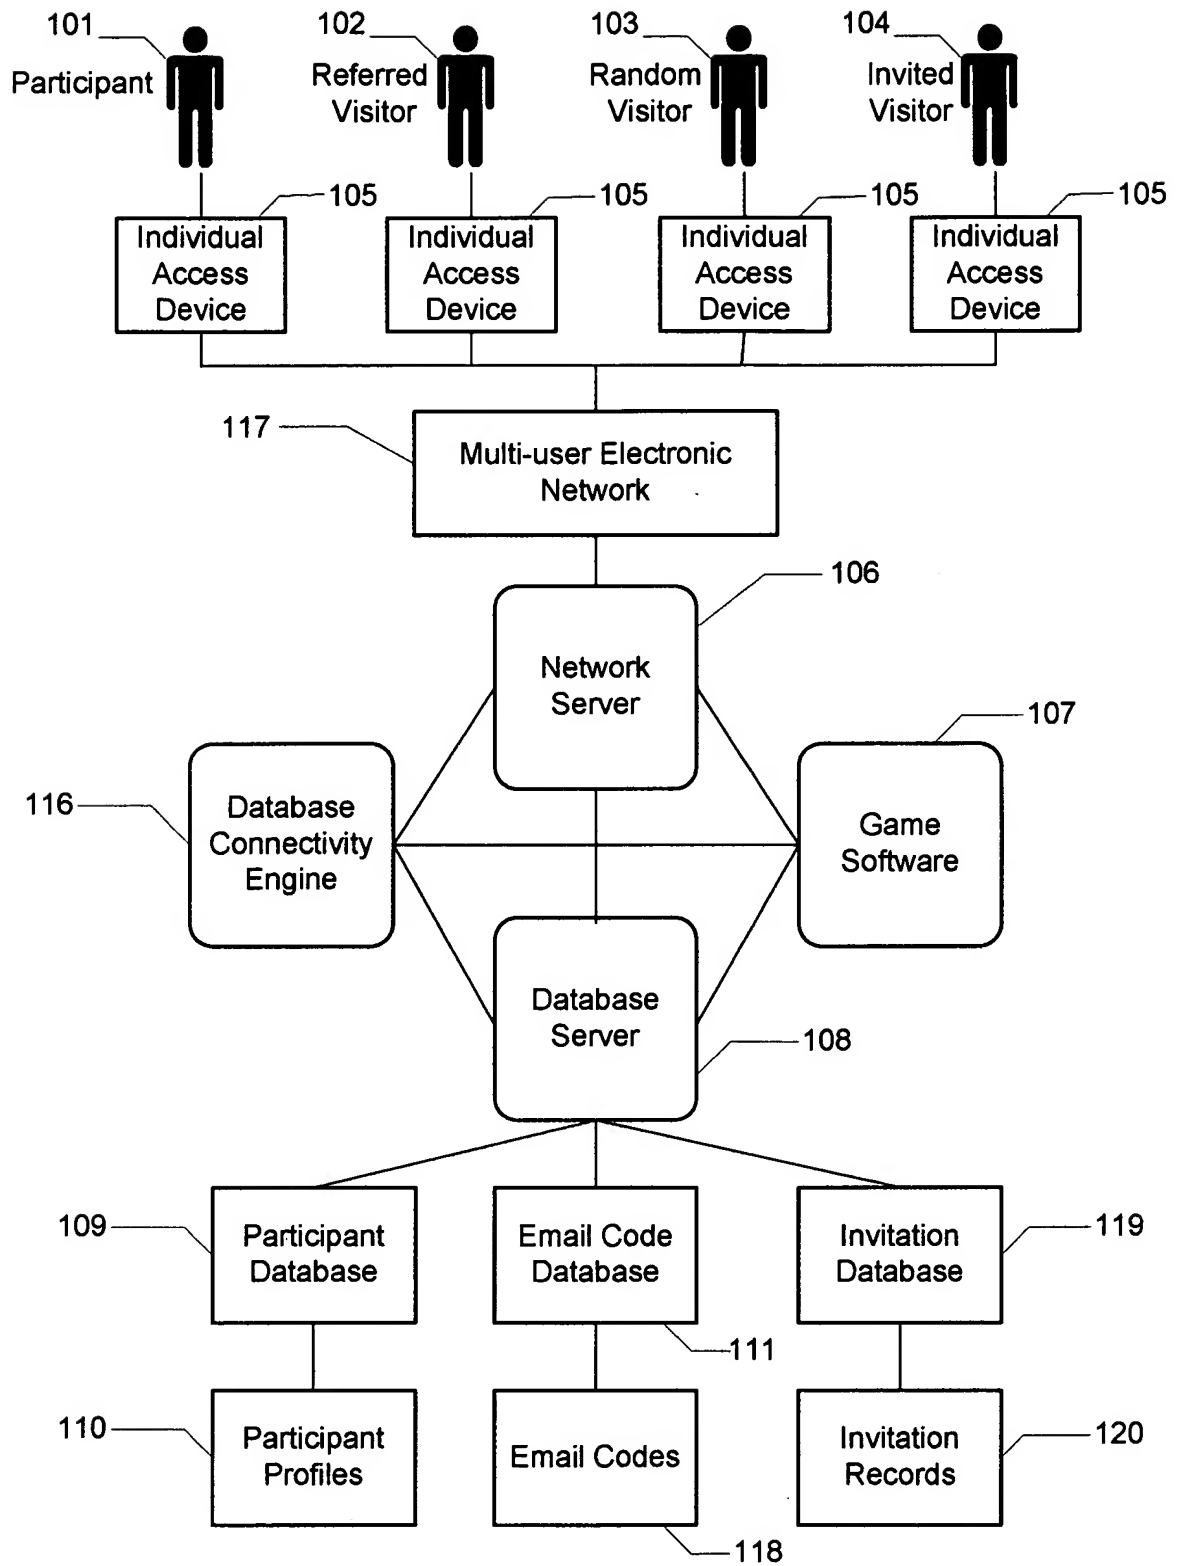 101
Participant
102
Referred
Visitor
103
Random
Visitor
104
Invited
Visitor
105
Individual
Access
Device
105
Individual
Access
Device
105
Individual
Access
Device
105
Individual
Access
Device
117
Multi-user Electronic
Network
106
Network
Server
107
116
Database
Connectivity
Engine
Game
Software
Database
Server
108
109
Participant
Database
Email Code
Database
111
Invitation
Database
119
110
Participant
Profiles
Email Codes
118
Invitation
Records
120